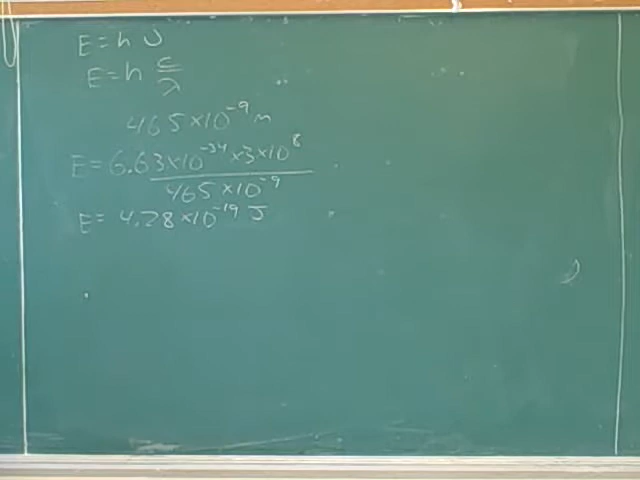 E = h ν
E = h c/λ
465 × 10⁻⁹ m
E = 6.63 × 10⁻³⁴ × 3 × 10⁸
465 × 10⁻⁹
E = 4.28 × 10⁻¹⁹ J